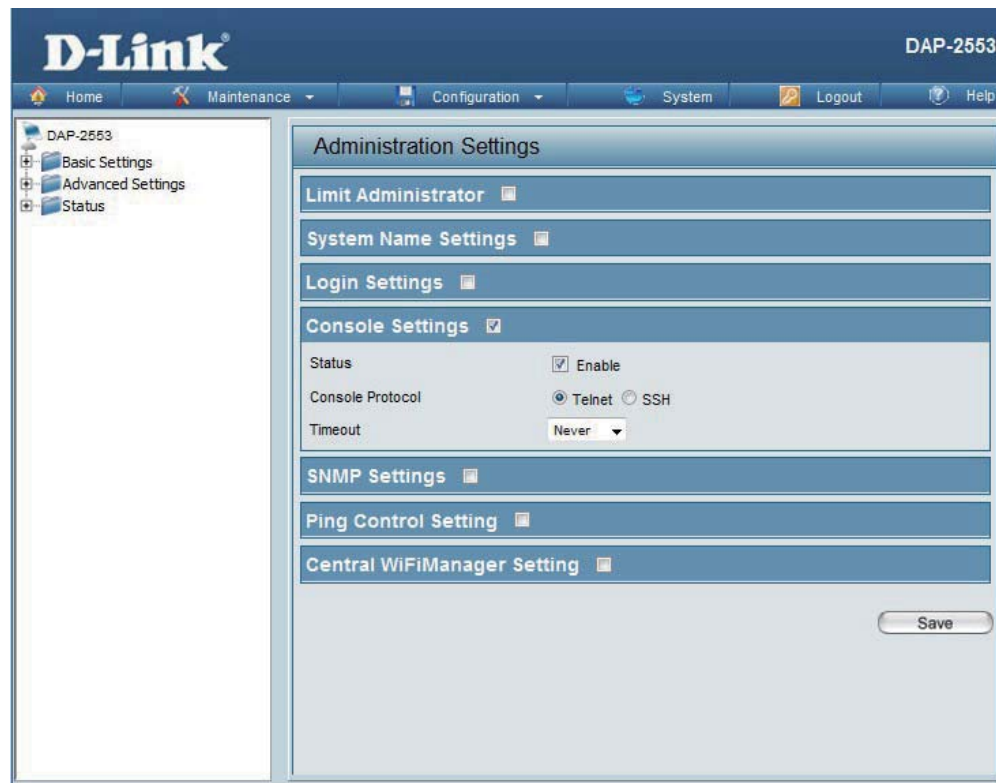 D-Link®
DAP-2553
Home Maintenance Configuration System Logout Help
DAP-2553
Basic Settings
Advanced Settings
Status
Administration Settings
Limit Administrator
System Name Settings
Login Settings
Console Settings
Status Enable
Console Protocol Telnet SSH
Timeout Never
SNMP Settings
Ping Control Setting
Central WiFiManager Setting
Save